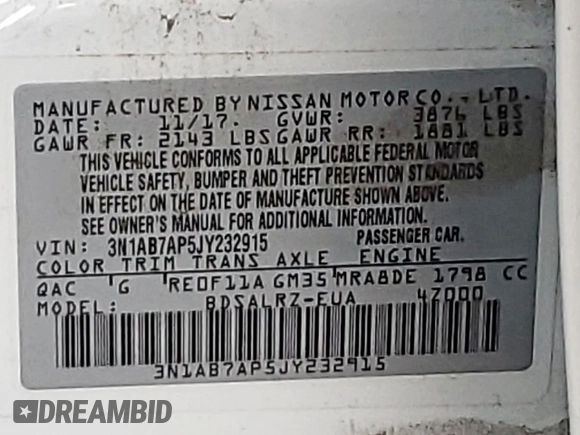 MANUFACTURED BY NISSAN MOTOR CO., LTD.
DATE: 11/17. GVWR: 3876 LBS
GAWR FR: 2143 LBS GAWR RR: 1881 LBS
THIS VEHICLE CONFORMS TO ALL APPLICABLE FEDERAL MOTOR
VEHICLE SAFETY, BUMPER AND THEFT PREVENTION STANDARDS
IN EFFECT ON THE DATE OF MANUFACTURE SHOWN ABOVE.
SEE OWNER'S MANUAL FOR ADDITIONAL INFORMATION.
VIN: 3N1AB7AP5JY232915 PASSENGER CAR.
COLOR TRIM TRANS AXLE ENGINE
QAC G RE0F11A GM35 MRA8DE 1798 CC
MODEL: BDSALRZ-EUA 47000
3N1AB7AP5JY232915
DREAMBID